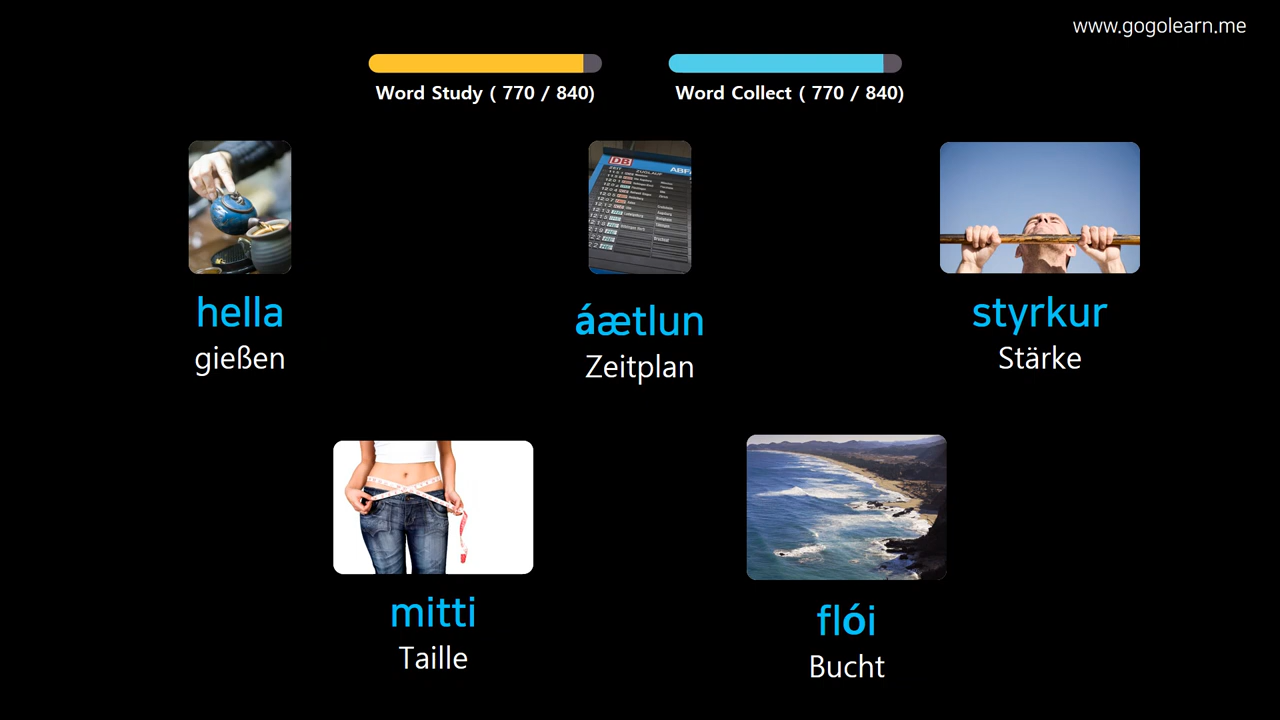 www.gogolearn.me
Word Study ( 770 / 840)
Word Collect ( 770 / 840)
DB
hella
gießen
áætlun
Zeitplan
styrkur
Stärke
mitti
Taille
flói
Bucht